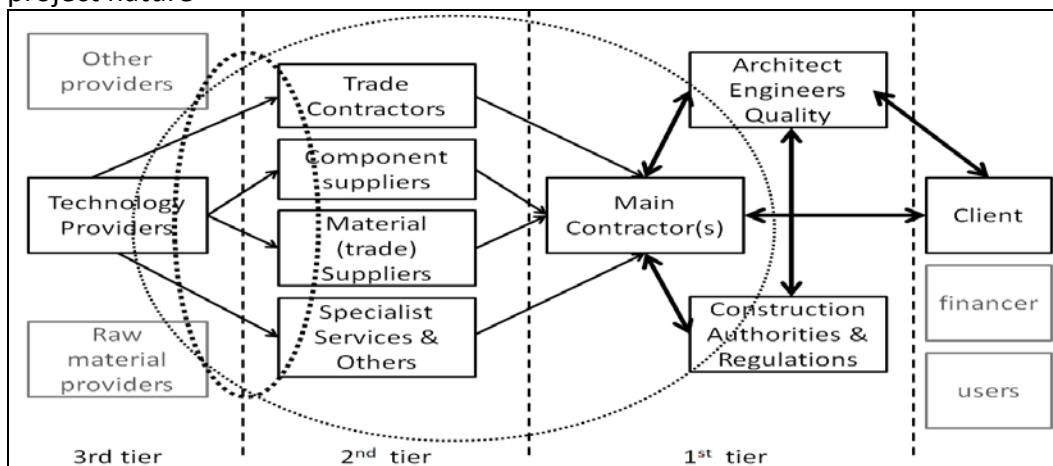 project nature
Other
providers
Technology
Providers
Raw
material
providers
Trade
Contractors
Component
suppliers
Material
(trade)
Suppliers
Specialist
Services &
Others
Main
Contractor(s)
Architect
Engineers
Quality
Construction
Authorities &
Regulations
Client
financer
users
3rd tier
2nd tier
1st tier